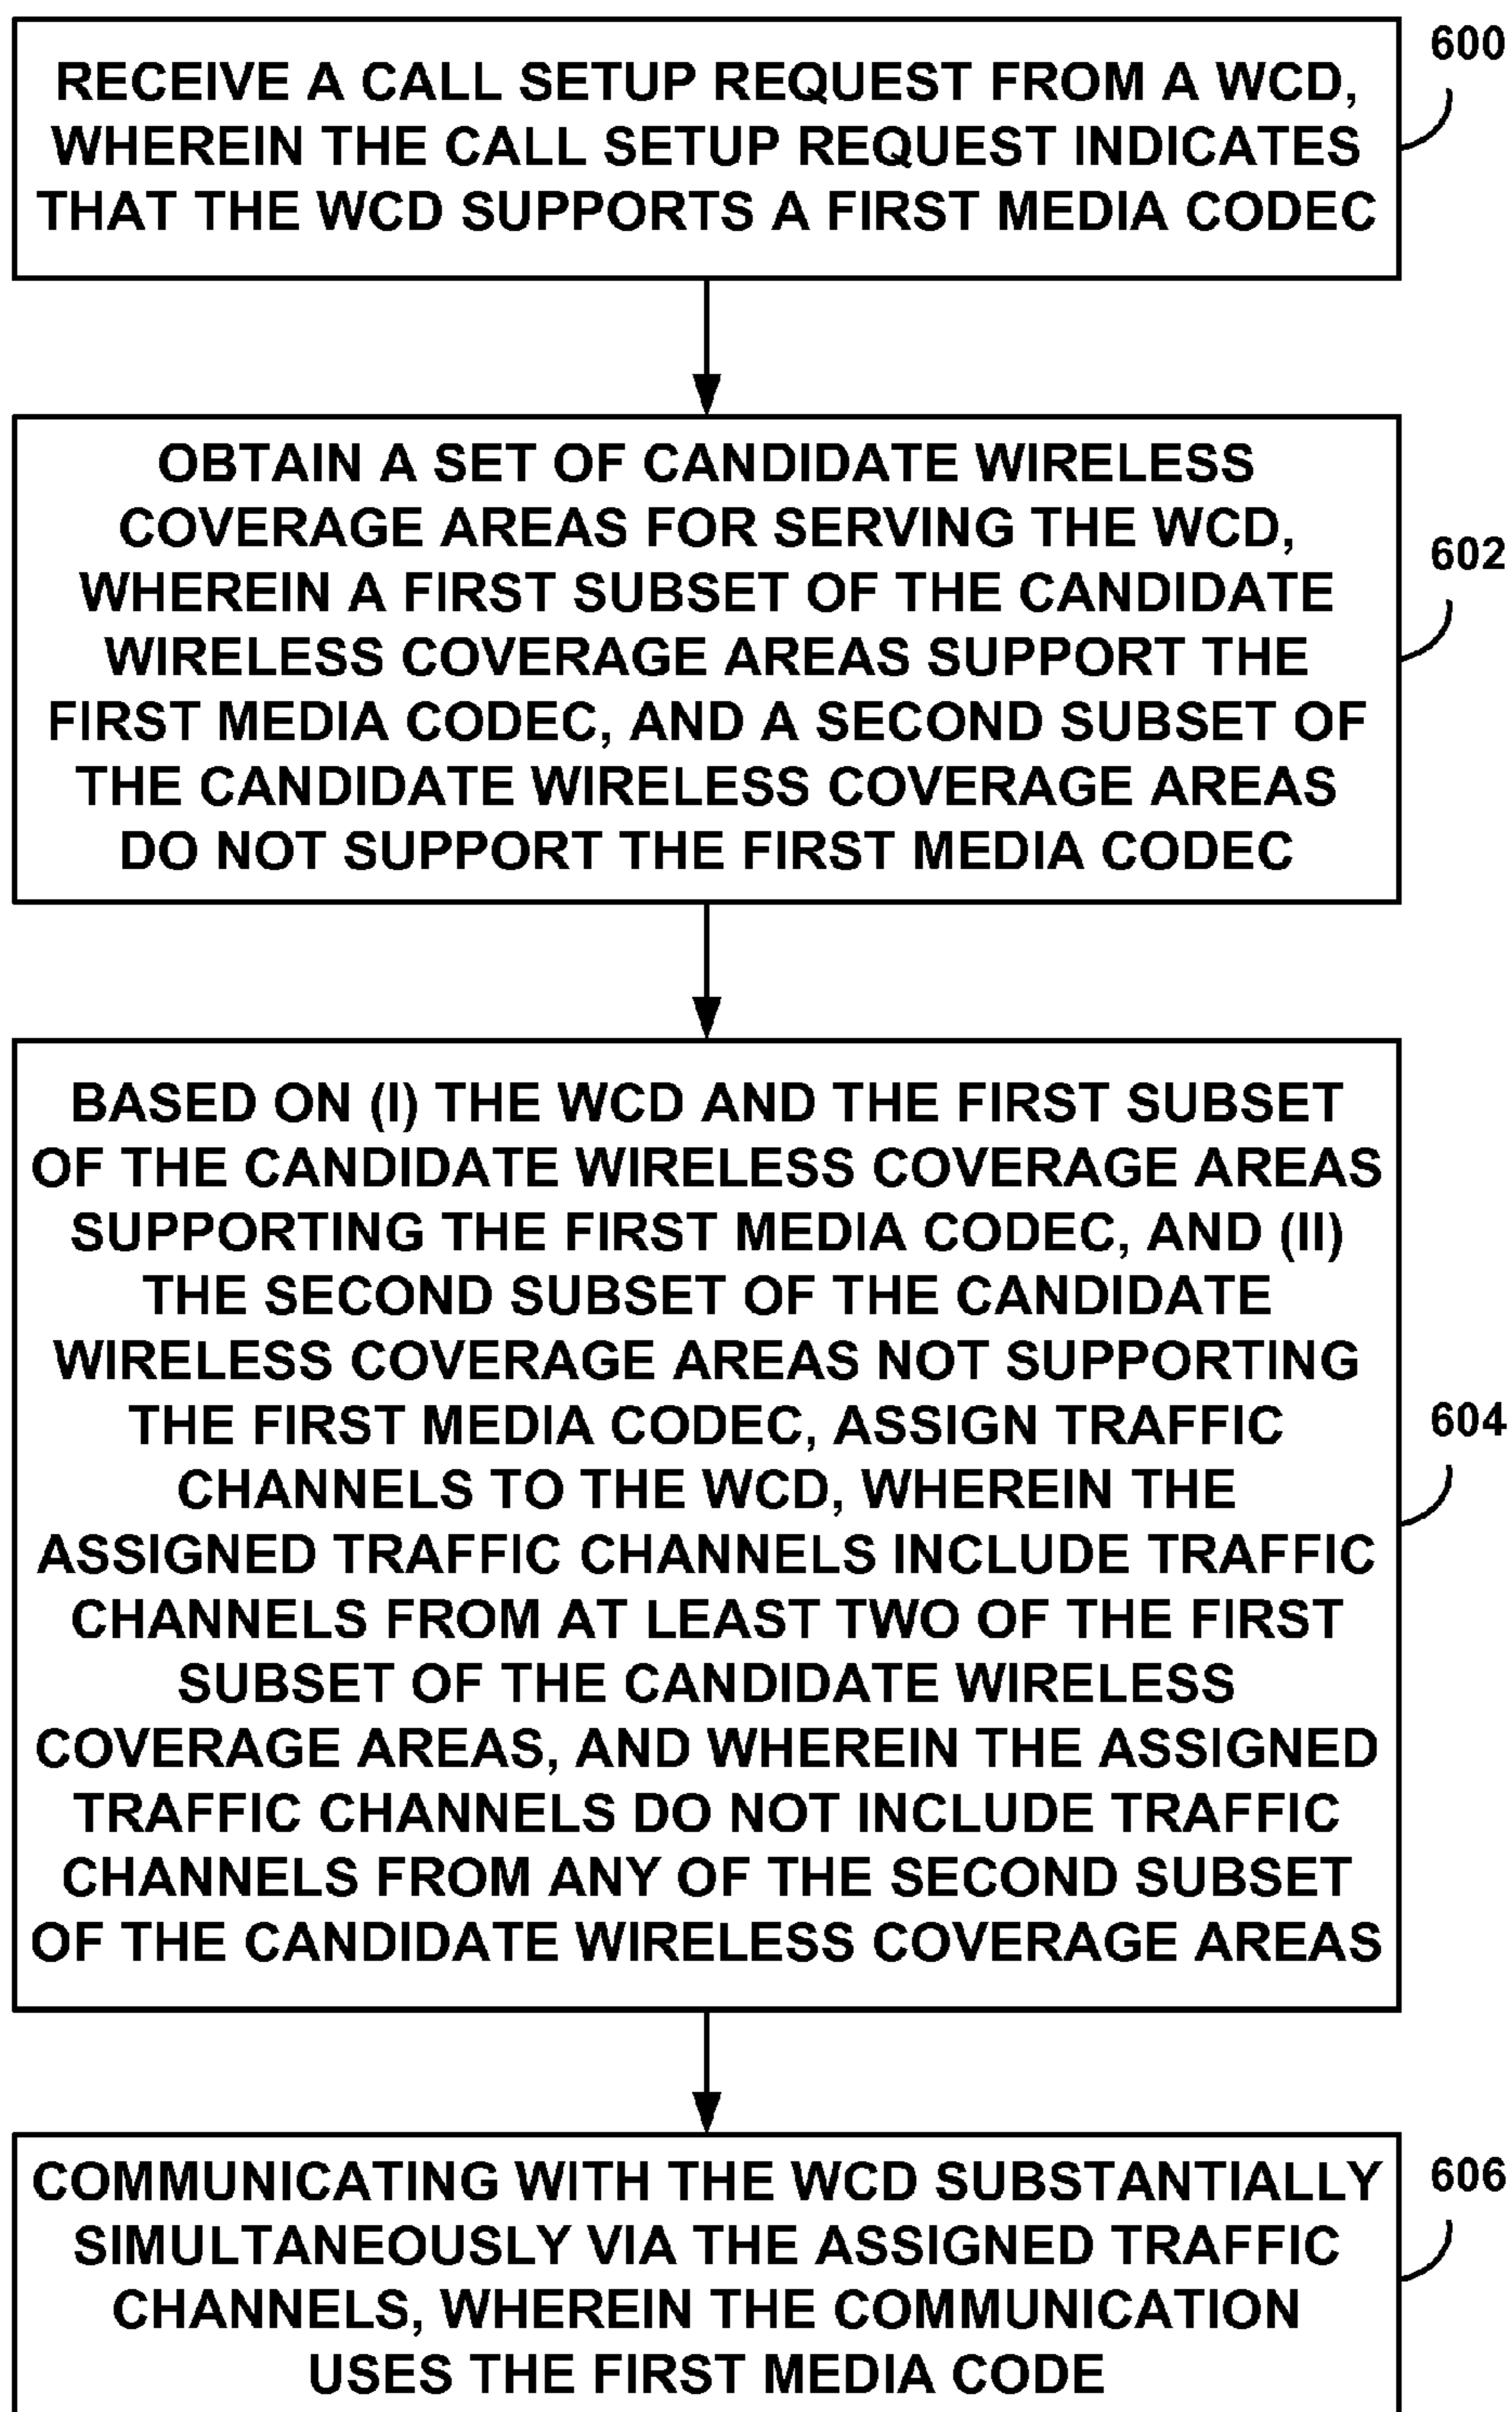 600
RECEIVE A CALL SETUP REQUEST FROM A WCD,
WHEREIN THE CALL SETUP REQUEST INDICATES
THAT THE WCD SUPPORTS A FIRST MEDIA CODEC
OBTAIN A SET OF CANDIDATE WIRELESS
COVERAGE AREAS FOR SERVING THE WCD,
602
WHEREIN A FIRST SUBSET OF THE CANDIDATE
WIRELESS COVERAGE AREAS SUPPORT THE
FIRST MEDIA CODEC, AND A SECOND SUBSET OF
THE CANDIDATE WIRELESS COVERAGE AREAS
DO NOT SUPPORT THE FIRST MEDIA CODEC
BASED ON (I) THE WCD AND THE FIRST SUBSET
OF THE CANDIDATE WIRELESS COVERAGE AREAS
SUPPORTING THE FIRST MEDIA CODEC, AND (II)
THE SECOND SUBSET OF THE CANDIDATE
WIRELESS COVERAGE AREAS NOT SUPPORTING
THE FIRST MEDIA CODEC, ASSIGN TRAFFIC
604
CHANNELS TO THE WCD, WHEREIN THE
ASSIGNED TRAFFIC CHANNELS INCLUDE TRAFFIC
CHANNELS FROM AT LEAST TWO OF THE FIRST
SUBSET OF THE CANDIDATE WIRELESS
COVERAGE AREAS, AND WHEREIN THE ASSIGNED
TRAFFIC CHANNELS DO NOT INCLUDE TRAFFIC
CHANNELS FROM ANY OF THE SECOND SUBSET
OF THE CANDIDATE WIRELESS COVERAGE AREAS
COMMUNICATING WITH THE WCD SUBSTANTIALLY
606
SIMULTANEOUSLY VIA THE ASSIGNED TRAFFIC
CHANNELS, WHEREIN THE COMMUNICATION
USES THE FIRST MEDIA CODE